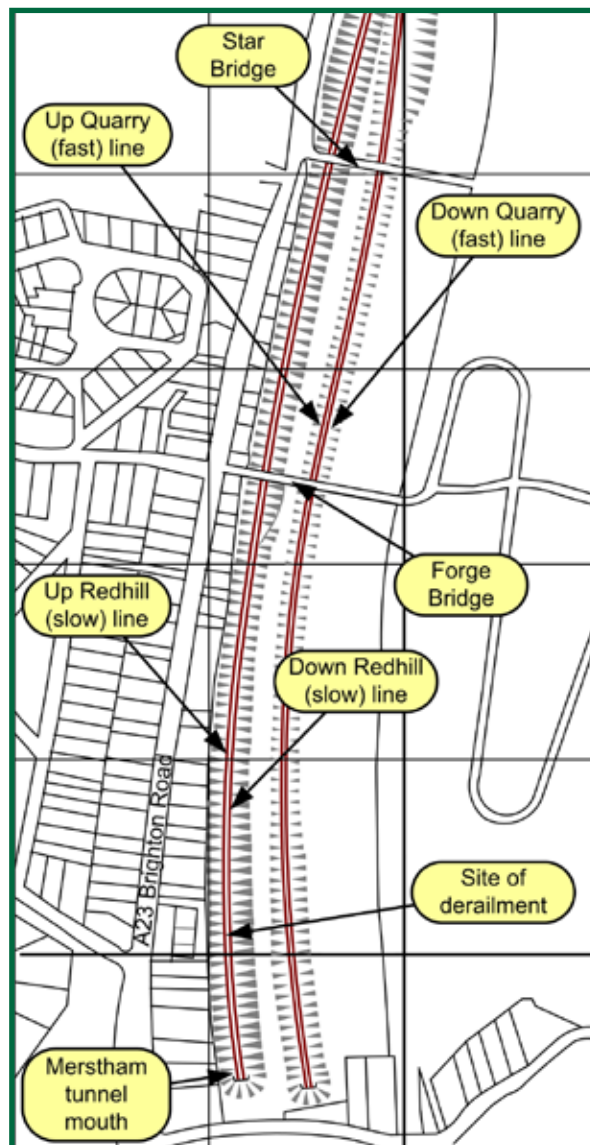 Star
Bridge
Up Quarry
(fast) line
Down Quarry
(fast) line
Forge
Bridge
Up Redhill
(slow) line
Down Redhill
(slow) line
A23 Brighton Road
Site of
derailment
Merstham
tunnel
mouth